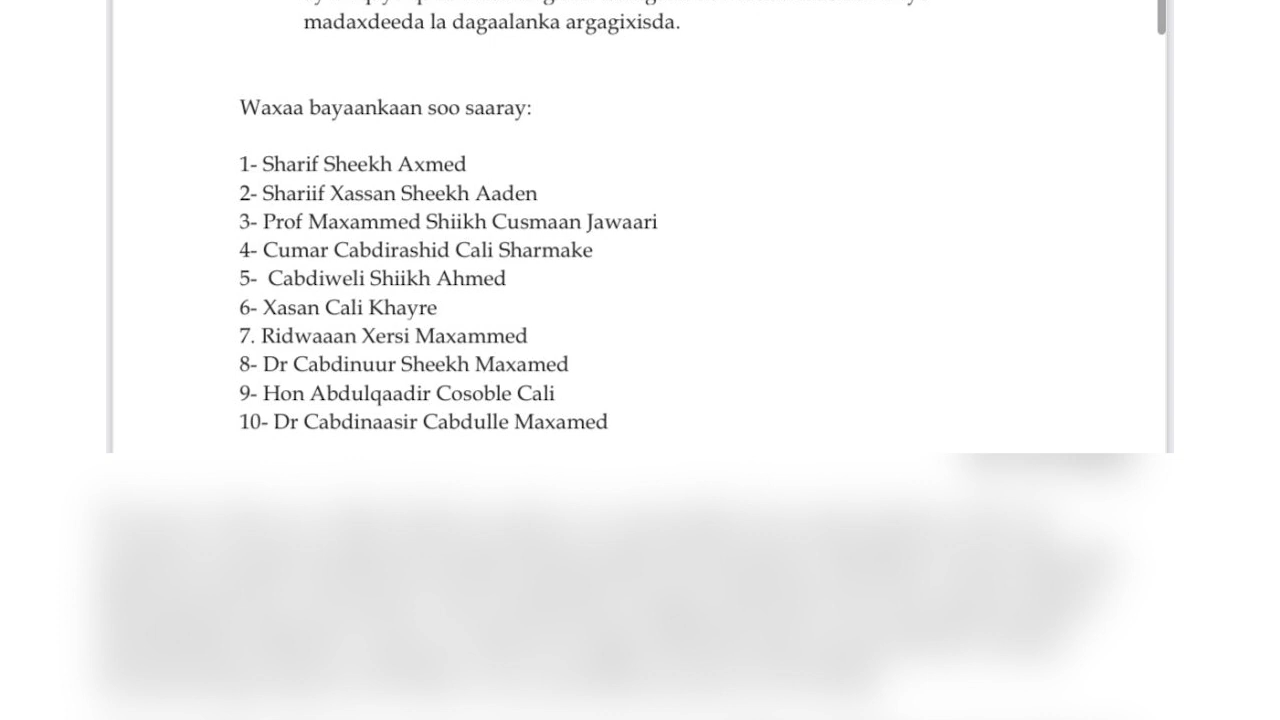 madaxdeeda la dagaalanka argagixisda.
Waxaa bayaankaan soo saaray:
1- Sharif Sheekh Axmed
2- Shariif Xassan Sheekh Aaden
3- Prof Maxammed Shiikh Cusmaan Jawaari
4- Cumar Cabdirashid Cali Sharmake
5- Cabdiweli Shiikh Ahmed
6- Xasan Cali Khayre
7. Ridwaaan Xersi Maxammed
8- Dr Cabdinuur Sheekh Maxamed
9- Hon Abdulqaadir Cosoble Cali
10- Dr Cabdinaasir Cabdulle Maxamed